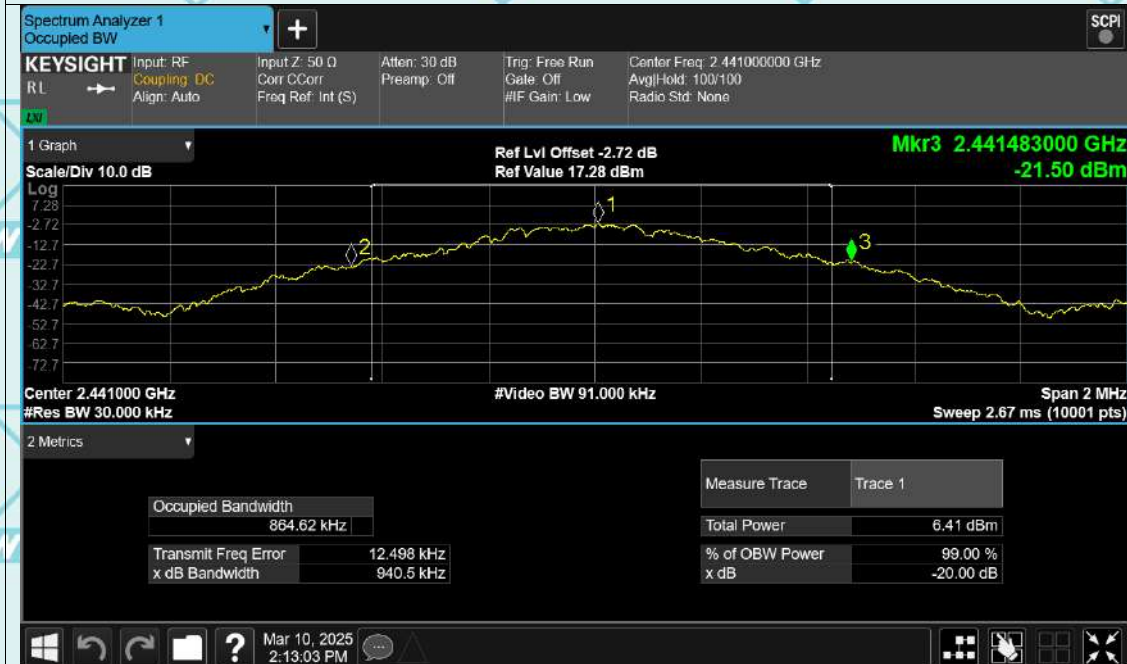 Spectrum Analyzer 1
Occupied BW
+
SCPI
KEYSIGHT
RL
LXI
Input: RF
Coupling: DC
Align: Auto
Input Z: 50 Ω
Corr CCorr
Freq Ref: Int (S)
Atten: 30 dB
Preamp: Off
Trig: Free Run
Gate: Off
#IF Gain: Low
Center Freq: 2.441000000 GHz
Avg|Hold: 100/100
Radio Std: None
1 Graph
Scale/Div 10.0 dB
Ref Lvl Offset -2.72 dB
Ref Value 17.28 dBm
Mkr3 2.441483000 GHz
-21.50 dBm
Log
7.28
-2.72
-12.7
-22.7
-32.7
-42.7
-52.7
-62.7
-72.7
1
2
3
Center 2.441000 GHz
#Video BW 91.000 kHz
Span 2 MHz
#Res BW 30.000 kHz
Sweep 2.67 ms (10001 pts)
2 Metrics
Measure Trace Trace 1
Occupied Bandwidth
864.62 kHz
Total Power 6.41 dBm
Transmit Freq Error 12.498 kHz
% of OBW Power 99.00 %
x dB Bandwidth 940.5 kHz
x dB -20.00 dB
?
Mar 10, 2025
2:13:03 PM